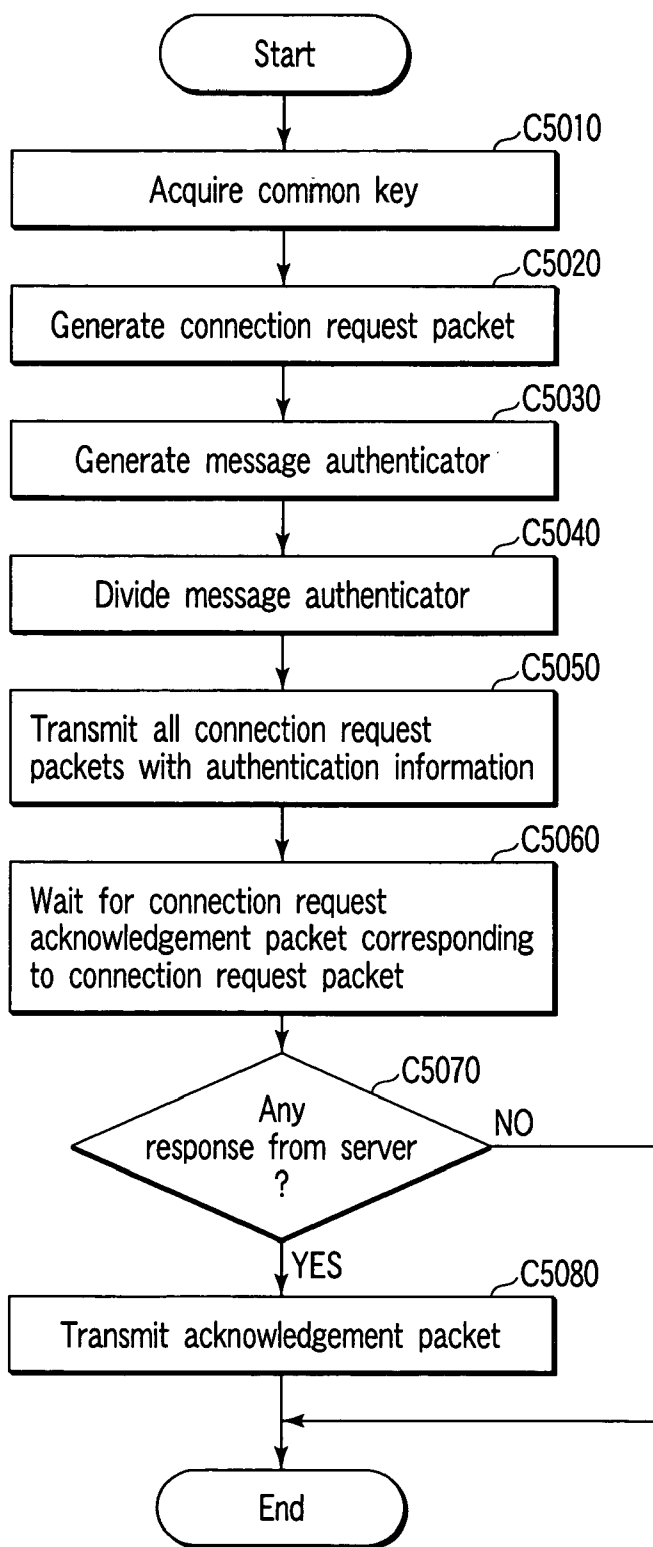 Start
C5010
Acquire common key
C5020
Generate connection request packet
C5030
Generate message authenticator
C5040
Divide message authenticator
C5050
Transmit all connection request
packets with authentication information
C5060
Wait for connection request
acknowledgement packet corresponding
to connection request packet
C5070
Any
response from server
?
NO
YES
C5080
Transmit acknowledgement packet
End